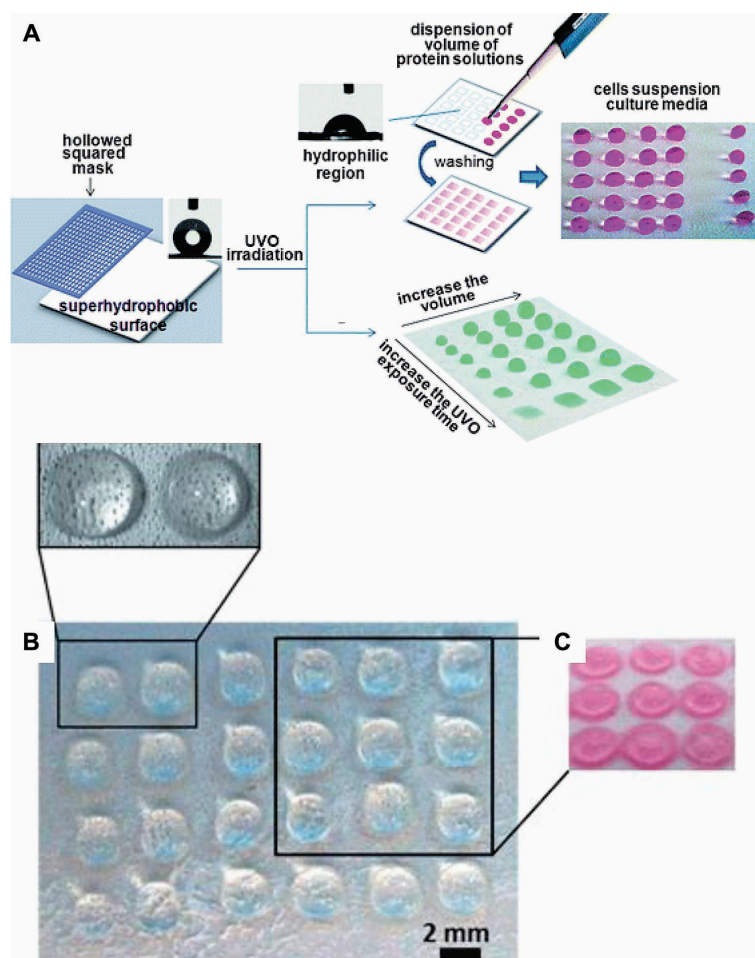 A
dispension of
volume of
protein solutions
cells suspension
culture media
hydrophilic
region
washing
hollowed
squared
mask
UVO
irradiation
superhydrophobic
surface
increase the
volume
increase the UVO
exposure time
B
C
2 mm